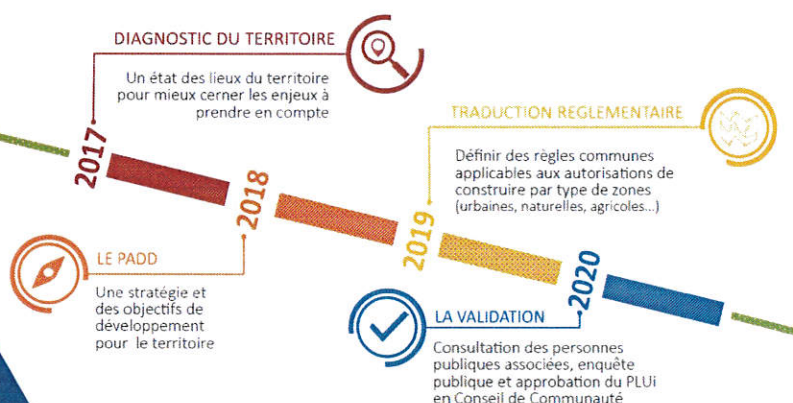 DIAGNOSTIC DU TERRITOIRE
Un état des lieux du territoire
pour mieux cerner les enjeux à
prendre en compte
2017
2018
LE PADD
Une stratégie et
des objectifs de
développement
pour le territoire
TRADUCTION REGLEMENTAIRE
Définir des règles communes
applicables aux autorisations de
construire par type de zones
(urbaines, naturelles, agricoles...)
2019
2020
LA VALIDATION
Consultation des personnes
publiques associées, enquête
publique et approbation du PLUi
en Conseil de Communauté